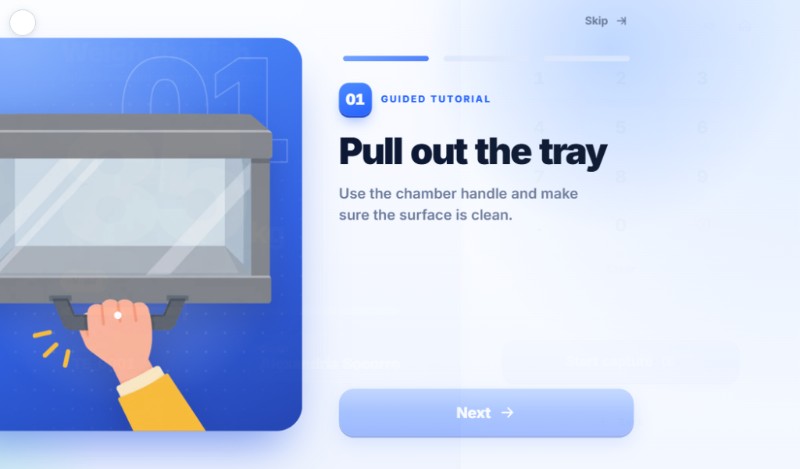 Skip
01
01 GUIDED TUTORIAL
Pull out the tray
Use the chamber handle and make
sure the surface is clean.
Next